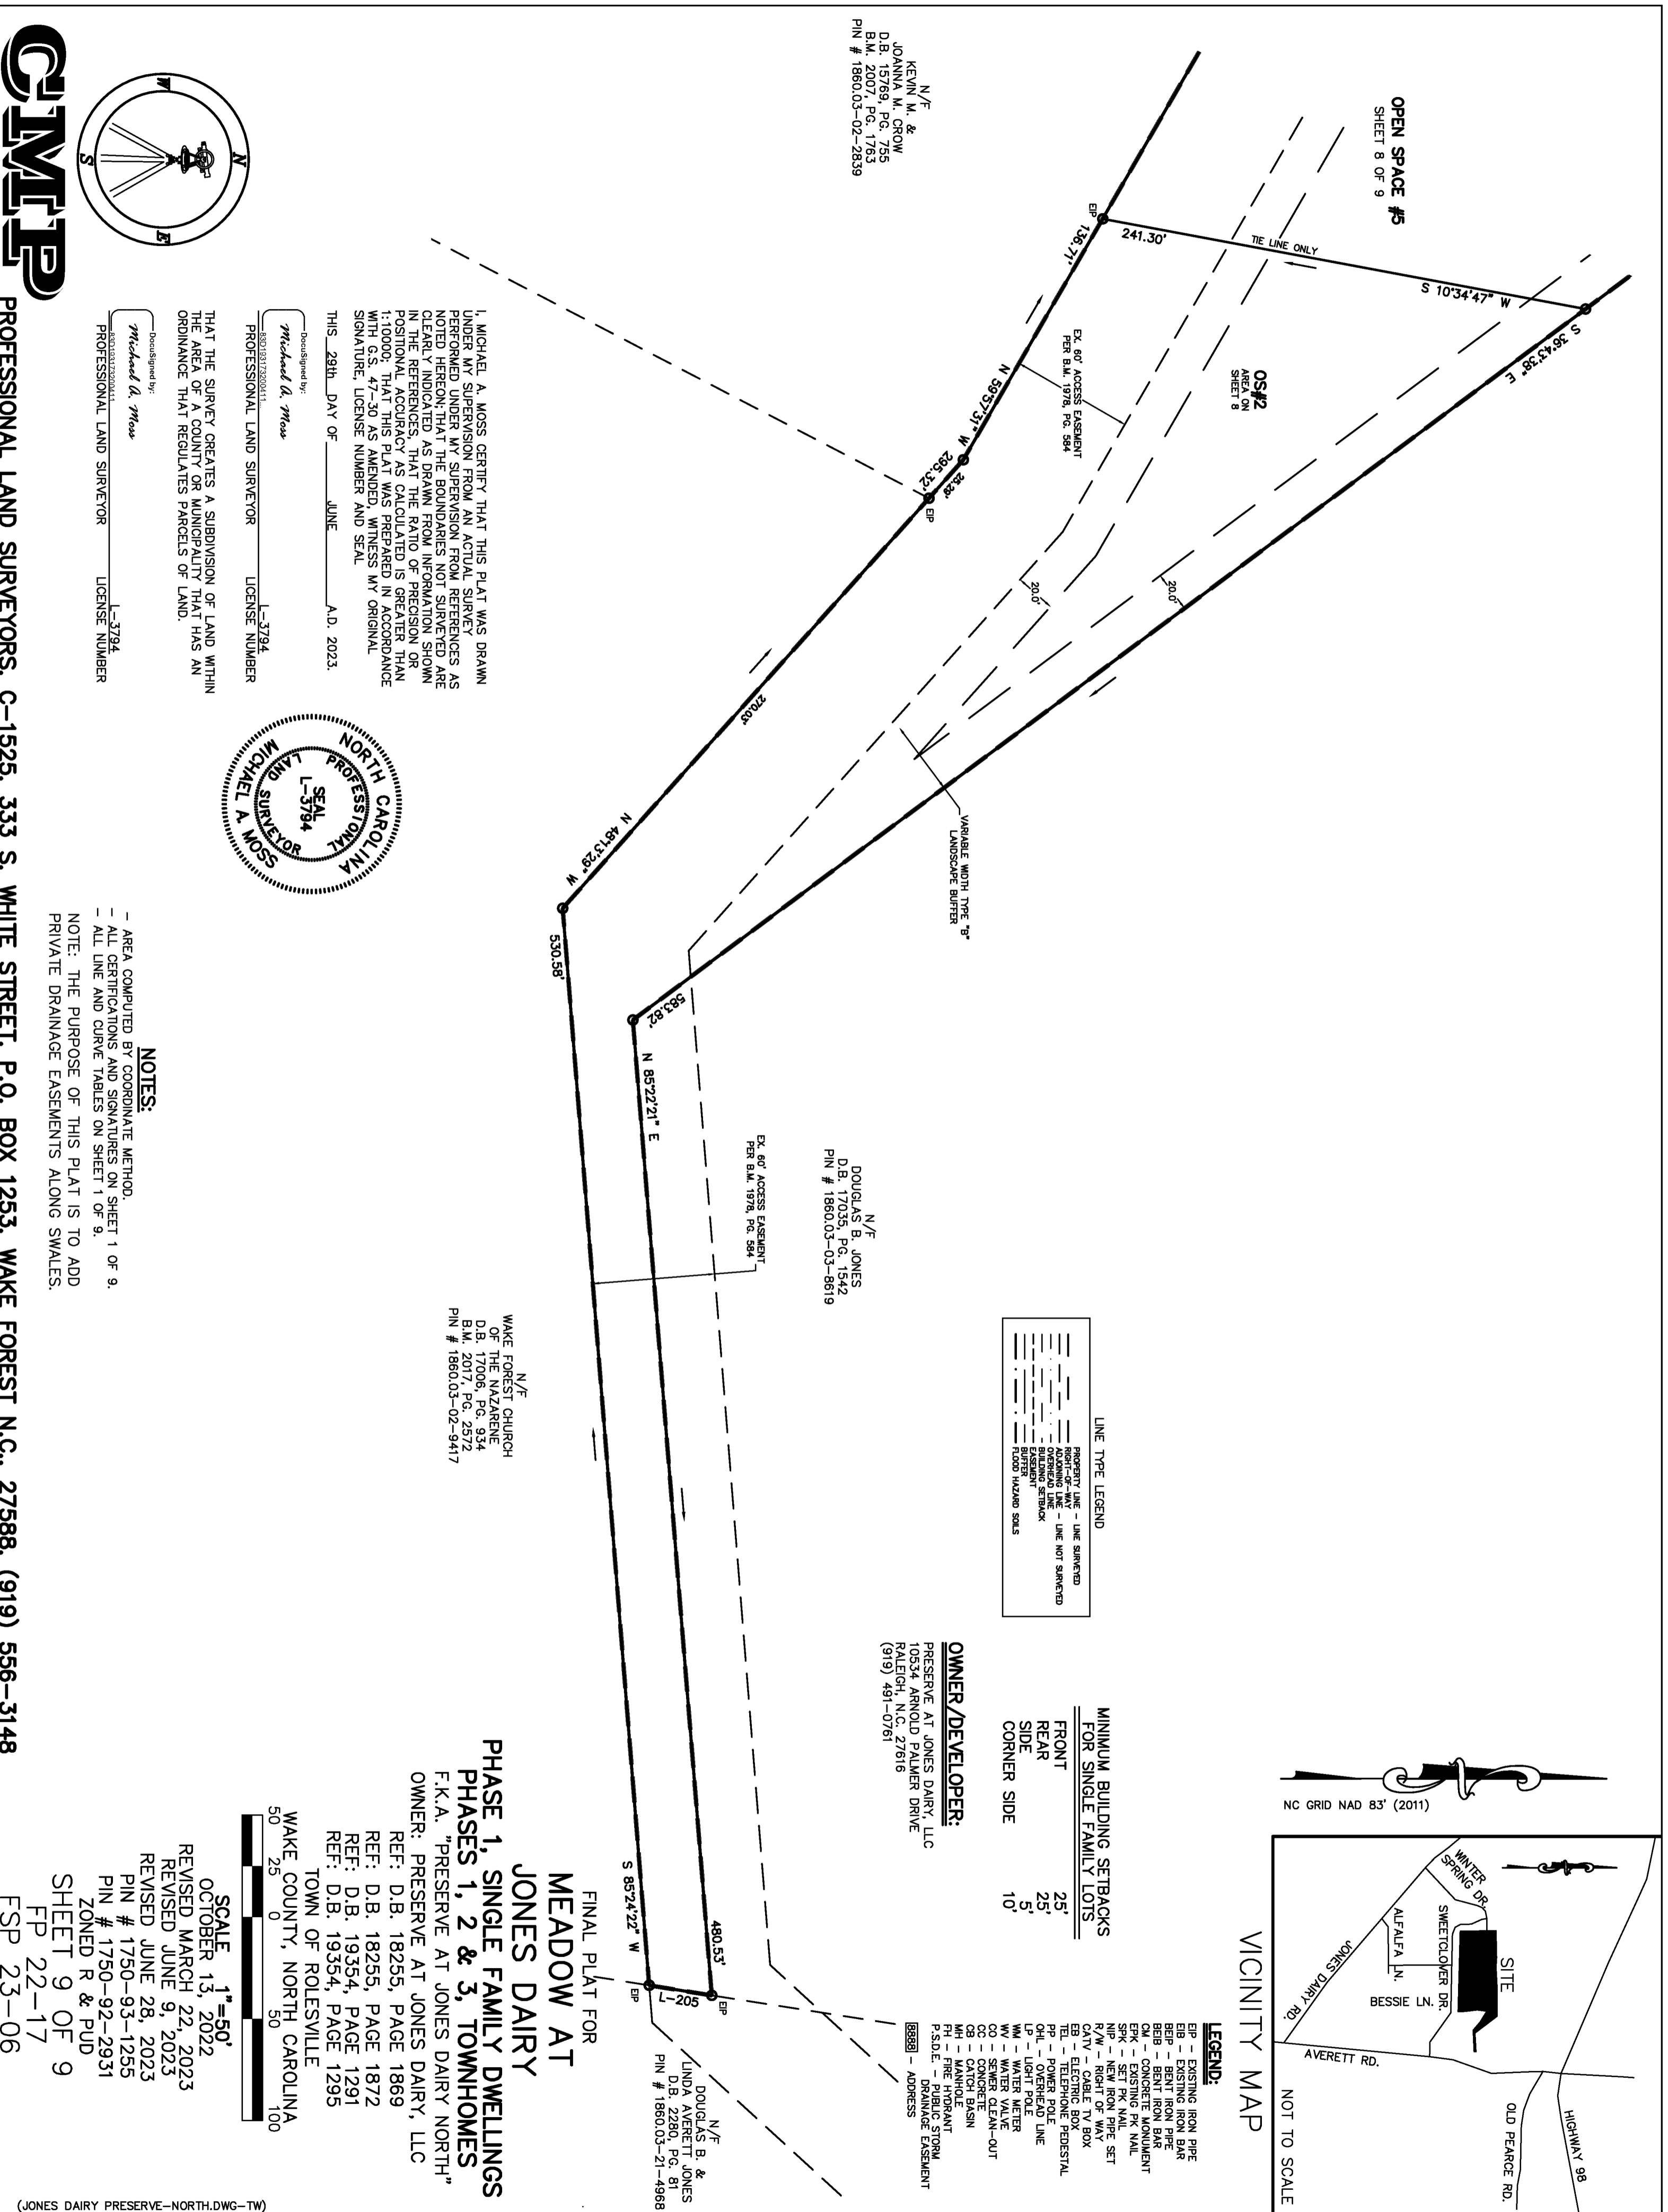 OPEN SPACE #5
SHEET 8 OF 9
N/F
KEVIN M. &
JOANNA M. CROW
D.B. 15769, PG. 755
B.M. 2007, PG. 1763
PIN # 1860.03-02-2839
EIP
136.71'
241.30'
TIE LINE ONLY
S 10°34'47" W
S 36°43'38" E
OS#2
AREA ON
SHEET 8
EX. 60' ACCESS EASEMENT
PER B.M. 1978, PG. 584
N 59°57'31" W
295.32'
25.29'
EIP
20.0'
20.0'
270.03'
VARIABLE WIDTH TYPE "B"
LANDSCAPE BUFFER
N 48°13'29" W
530.58'
583.82'
N 85°22'21" E
EX. 60' ACCESS EASEMENT
PER B.M. 1978, PG. 584
N/F
DOUGLAS B. JONES
D.B. 17035, PG. 1542
PIN # 1860.03-03-8619
N/F
WAKE FOREST CHURCH
OF THE NAZARENE
D.B. 17006, PG. 934
B.M. 2017, PG. 2572
PIN # 1860.03-02-9417
S 85°24'22" W
480.53'
EIP
L-205
EIP
N/F
DOUGLAS B. &
LINDA AVERETT JONES
D.B. 2280, PG. 81
PIN # 1860.03-21-4968
LINE TYPE LEGEND
PROPERTY LINE - LINE SURVEYED
RIGHT-OF-WAY
ADJOINING LINE - LINE NOT SURVEYED
OVERHEAD LINE
BUILDING SETBACK
EASEMENT
BUFFER
FLOOD HAZARD SOILS
MINIMUM BUILDING SETBACKS
FOR SINGLE FAMILY LOTS
FRONT 25'
REAR 25'
SIDE 5'
CORNER SIDE 10'
OWNER/DEVELOPER:
PRESERVE AT JONES DAIRY, LLC
10534 ARNOLD PALMER DRIVE
RALEIGH, N.C. 27616
(919) 491-0761
NC GRID NAD 83' (2011)
WINTER
SPRING DR.
SWEETCLOVER DR.
ALFALFA LN.
BESSIE LN.
JONES DAIRY RD.
SITE
AVERETT RD.
OLD PEARCE RD.
HIGHWAY 98
NOT TO SCALE
VICINITY MAP
LEGEND:
EIP - EXISTING IRON PIPE
EIB - EXISTING IRON BAR
BEIP - BENT IRON PIPE
BEIB - BENT IRON BAR
CM - CONORETE MONUMENT
EPK - EXISTING PK NAIL
SPK - SET PK NAIL
NIP - NEW IRON PIPE SET
R/W - RIGHT OF WAY
CATV - CABLE TV BOX
EB - ELECTRIC BOX
TEL - TELEPHONE PEDESTAL
PP - POWER POLE
OHL - OVERHEAD LINE
LP - LIGHT POLE
WM - WATER METER
WV - WATER VALVE
CO - SEWER CLEAN-OUT
CC - CONCRETE
CB - CATCH BASIN
MH - MANHOLE
FH - FIRE HYDRANT
P.S.D.E. - PUBLIC STORM
DRAINAGE EASEMENT
8888 - ADDRESS
N
W
E
S
I, MICHAEL A. MOSS CERTIFY THAT THIS PLAT WAS DRAWN
UNDER MY SUPERVISION FROM AN ACTUAL SURVEY
PERFORMED UNDER MY SUPERVISION FROM REFERENCES AS
NOTED HEREON; THAT THE BOUNDARIES NOT SURVEYED ARE
CLEARLY INDICATED AS DRAWN FROM INFORMATION SHOWN
IN THE REFERENCES, THAT THE RATIO OF PRECISION OR
POSITIONAL ACCURACY AS CALCULATED IS GREATER THAN
1:10000; THAT THIS PLAT WAS PREPARED IN ACCORDANCE
WITH G.S. 47-30 AS AMENDED, WITNESS MY ORIGINAL
SIGNATURE, LICENSE NUMBER AND SEAL
THIS 29th DAY OF JUNE A.D. 2023.
DocuSigned by:
Michael A. Moss
L-3794
PROFESSIONAL LAND SURVEYOR LICENSE NUMBER
THAT THE SURVEY CREATES A SUBDIVISION OF LAND WITHIN
THE AREA OF A COUNTY OR MUNICIPALITY THAT HAS AN
ORDINANCE THAT REGULATES PARCELS OF LAND.
DocuSigned by:
Michael A. Moss
L-3794
PROFESSIONAL LAND SURVEYOR LICENSE NUMBER
NORTH CAROLINA
PROFESSIONAL
SEAL
L-3794
LAND SURVEYOR
MICHAEL A. MOSS
NOTES:
- AREA COMPUTED BY COORDINATE METHOD.
- ALL CERTIFICATIONS AND SIGNATURES ON SHEET 1 OF 9.
- ALL LINE AND CURVE TABLES ON SHEET 1 OF 9.
NOTE: THE PURPOSE OF THIS PLAT IS TO ADD
PRIVATE DRAINAGE EASEMENTS ALONG SWALES.
FINAL PLAT FOR
MEADOW AT
JONES DAIRY
PHASE 1, SINGLE FAMILY DWELLINGS
PHASES 1, 2 & 3, TOWNHOMES
F.K.A. "PRESERVE AT JONES DAIRY NORTH"
OWNER: PRESERVE AT JONES DAIRY, LLC
REF: D.B. 18255, PAGE 1869
REF: D.B. 18255, PAGE 1872
REF: D.B. 19354, PAGE 1291
REF: D.B. 19354, PAGE 1295
TOWN OF ROLESVILLE
WAKE COUNTY, NORTH CAROLINA
50 25 0 50 100
SCALE 1"=50'
OCTOBER 13, 2022
REVISED MARCH 22, 2023
REVISED JUNE 9, 2023
REVISED JUNE 28, 2023
PIN # 1750-93-1255
PIN # 1750-92-2931
ZONED R & PUD
SHEET 9 OF 9
FP 22-17
FSP 23-06
CMP
PROFESSIONAL LAND SURVEYORS, C-1525, 333 S. WHITE STREET, P.O. BOX 1253, WAKE FOREST N.C., 27588, (919) 556-3148
(JONES DAIRY PRESERVE-NORTH.DWG-TW)